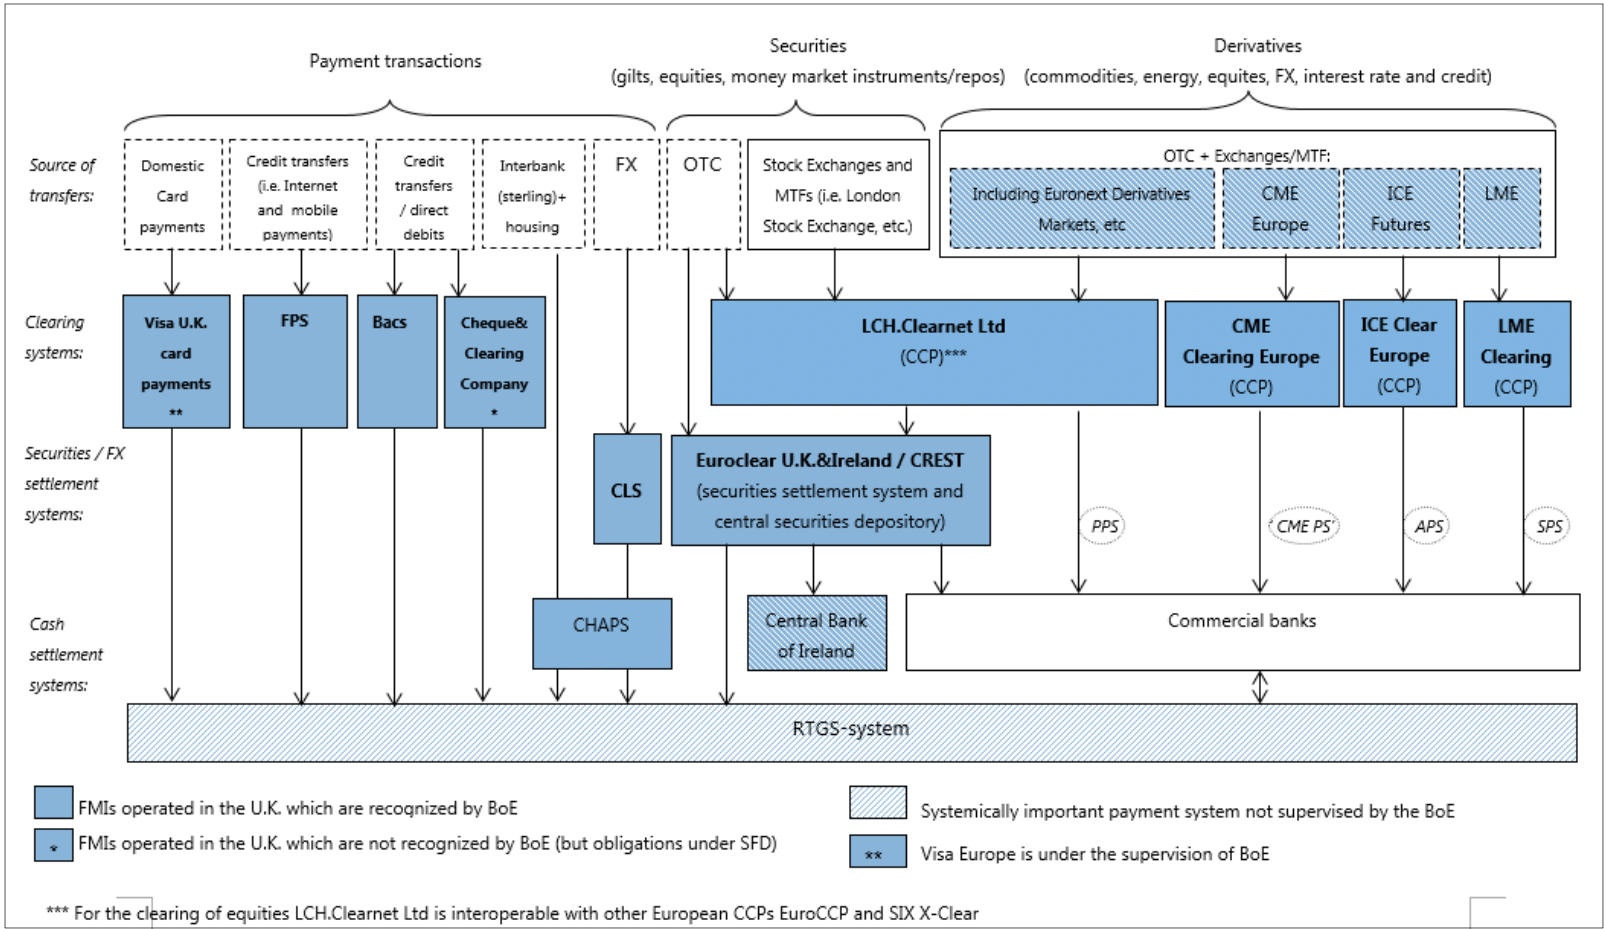 Payment transactions
Securities
(gilts, equities, money market instruments/repos)
Derivatives
(commodities, energy, equites, FX, interest rate and credit)
Source of
transfers:
Domestic
Card
payments
Credit transfers
(i.e. Internet
and mobile
payments)
Credit
transfers
/ direct
debits
Interbank
(sterling)+
housing
FX
OTC
Stock Exchanges and
MTFs (i.e. London
Stock Exchange, etc.)
OTC + Exchanges/MTF:
Including Euronext Derivatives
Markets, etc
CME
Europe
ICE
Futures
LME
Clearing
systems:
Visa U.K.
card
payments
**
FPS
Bacs
Cheque&
Clearing
Company
*
LCH.Clearnet Ltd
(CCP)***
CME
Clearing Europe
(CCP)
ICE Clear
Europe
(CCP)
LME
Clearing
(CCP)
Securities / FX
settlement
systems:
CLS
Euroclear U.K.&Ireland / CREST
(securities settlement system and
central securities depository)
PPS
‘CME PS’
APS
SPS
Cash
settlement
systems:
CHAPS
Central Bank
of Ireland
Commercial banks
RTGS-system
FMIs operated in the U.K. which are recognized by BoE
* FMIs operated in the U.K. which are not recognized by BoE (but obligations under SFD)
Systemically important payment system not supervised by the BoE
** Visa Europe is under the supervision of BoE
*** For the clearing of equities LCH.Clearnet Ltd is interoperable with other European CCPs EuroCCP and SIX X-Clear